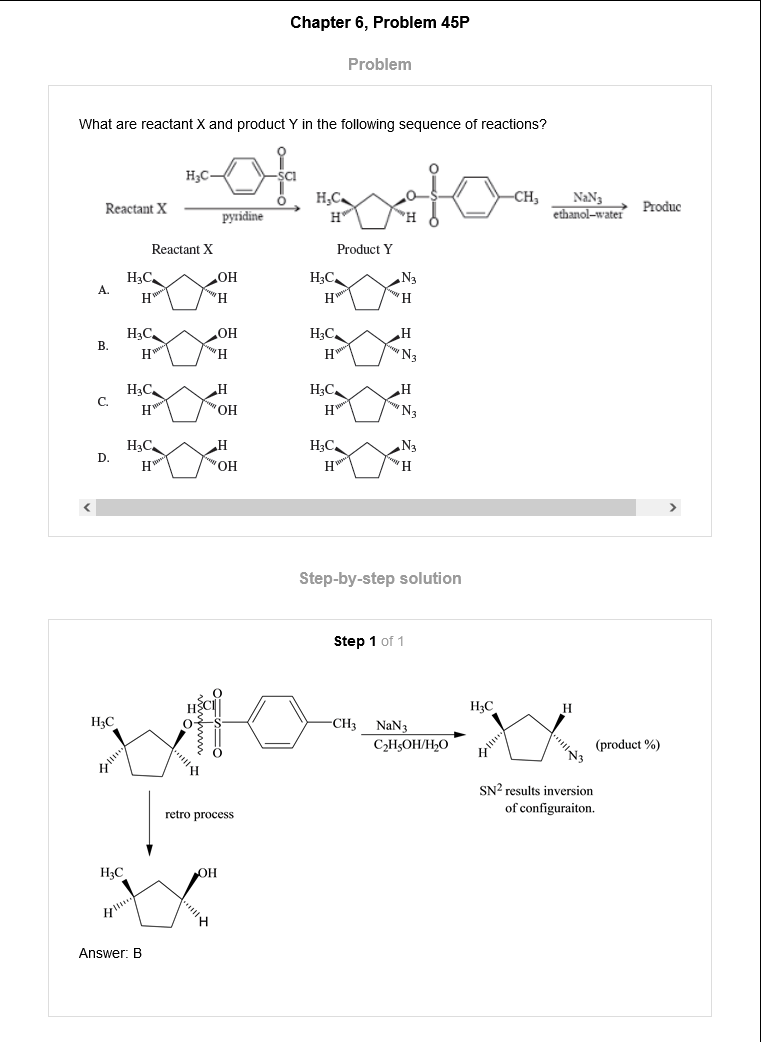 Chapter 6, Problem 45P
Problem
What are reactant X and product Y in the following sequence of reactions?
O
H₃C SCl
O
Reactant X pyridine
O
H₃C O S CH₃
H H O
NaN₃
ethanol–water
Produc
Reactant X Product Y
A. H₃C OH H H H₃C N₃ H H
B. H₃C OH H H H₃C H H N₃
C. H₃C H H OH H₃C H H N₃
D. H₃C H H OH H₃C N₃ H H
Step-by-step solution
Step 1 of 1
H₃C O H Cl S O O CH₃ H H
NaN₃
C₂H₅OH/H₂O
H₃C H H N₃ (product %)
SN² results inversion
of configuraiton.
retro process
H₃C OH
H H
Answer: B